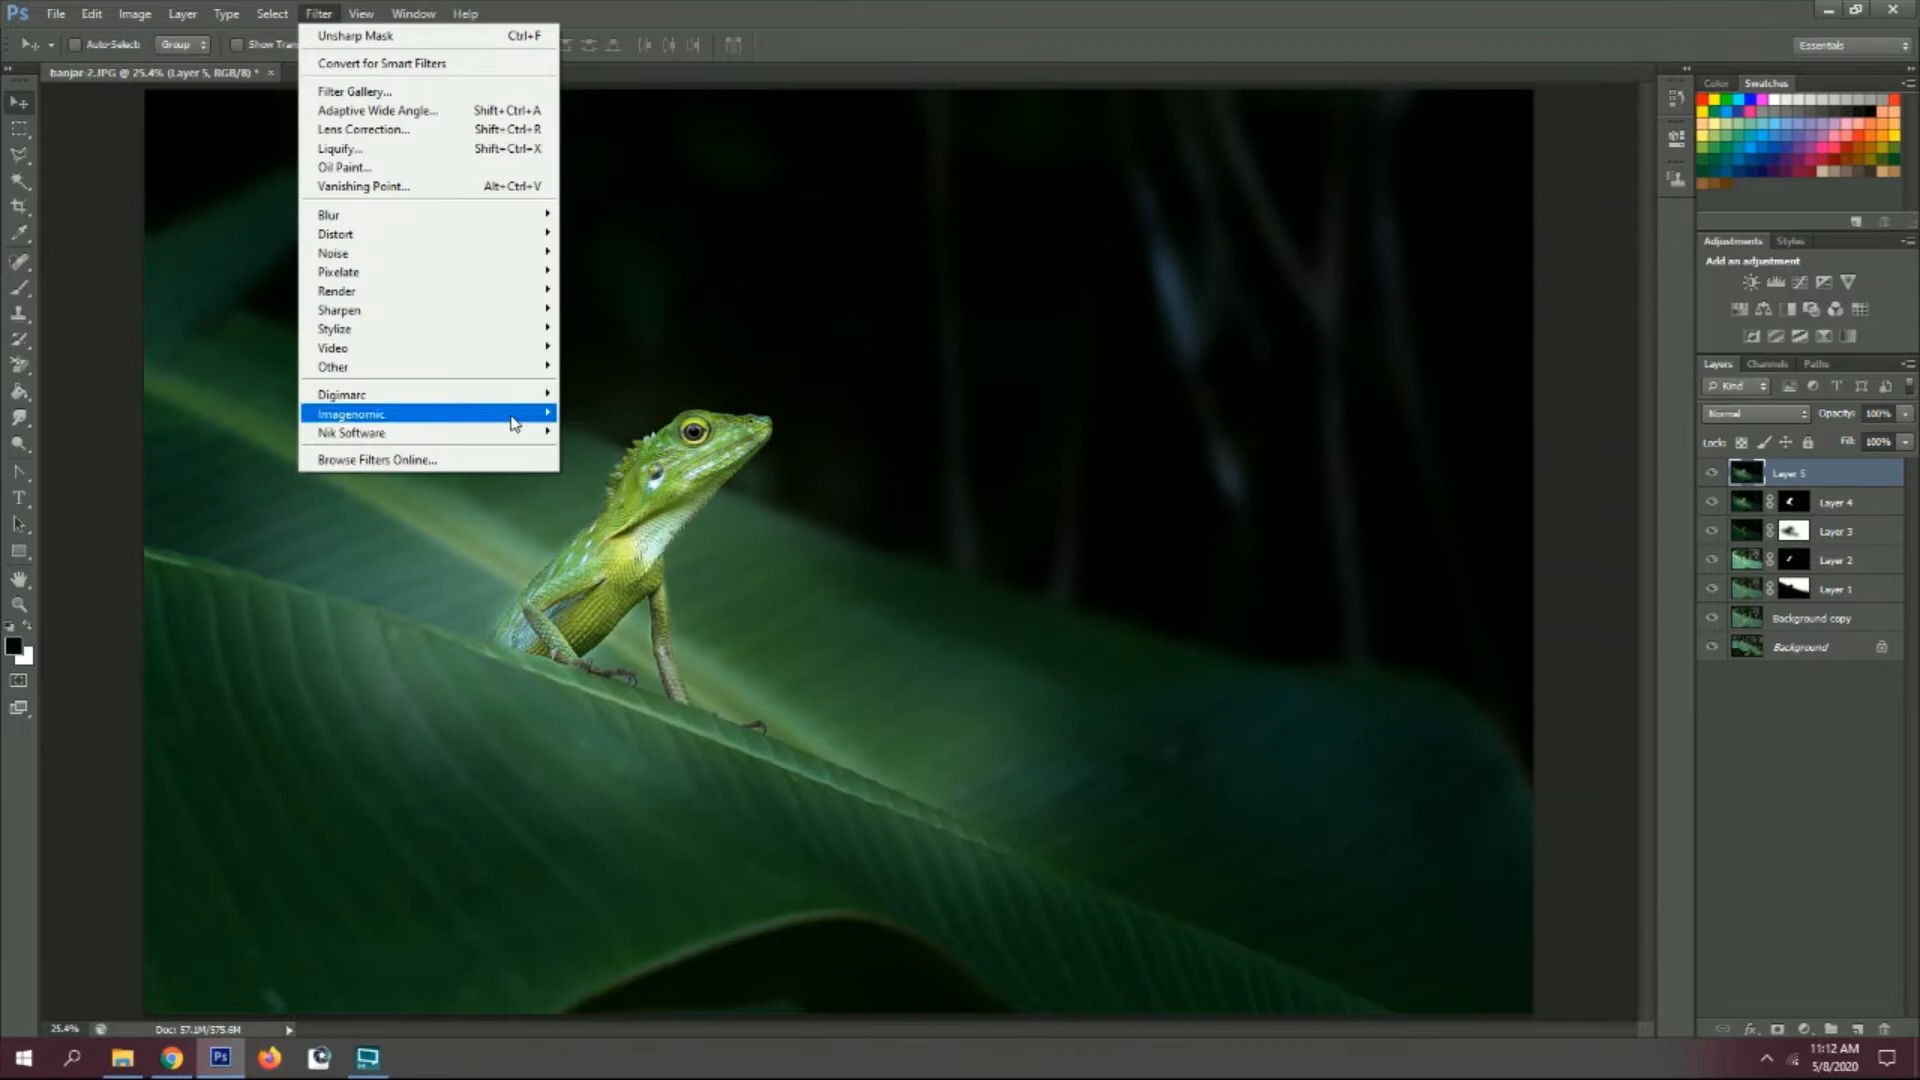 Ps File Edit Image Layer Type Select Filter View Window Help
Auto-Select: Group Show Tran
Essentials
banjar-2.JPG @ 25.4% (Layer 5, RGB/8) * ×
Unsharp Mask Ctrl+F
Convert for Smart Filters
Filter Gallery...
Adaptive Wide Angle... Shift+Ctrl+A
Lens Correction... Shift+Ctrl+R
Liquify... Shift+Ctrl+X
Oil Paint...
Vanishing Point... Alt+Ctrl+V
Blur
Distort
Noise
Pixelate
Render
Sharpen
Stylize
Video
Other
Digimarc
Imagenomic
Nik Software
Browse Filters Online...
Color Swatches
Adjustments Styles
Add an adjustment
Layers Channels Paths
Kind
Normal Opacity: 100%
Lock: Fill: 100%
Layer 5
Layer 4
Layer 3
Layer 2
Layer 1
Background copy
Background
25.4% Doc: 57.1M/575.6M
Ps
11:12 AM
5/8/2020